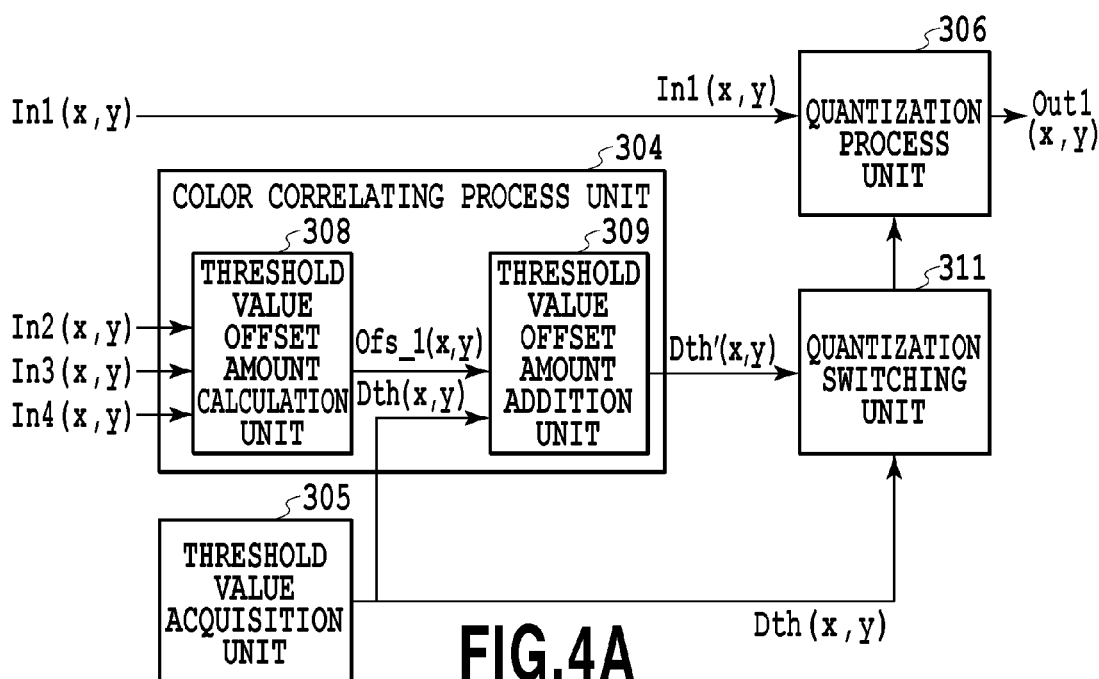 306
In1(x,y)
In1(x,y)
QUANTIZATION
PROCESS
UNIT
Out1
(x,y)
304
COLOR CORRELATING PROCESS UNIT
308
309
311
THRESHOLD
VALUE
OFFSET
AMOUNT
CALCULATION
UNIT
THRESHOLD
VALUE
OFFSET
AMOUNT
ADDITION
UNIT
In2(x,y)
In3(x,y)
In4(x,y)
Ofs_1(x,y)
Dth(x,y)
Dth'(x,y)
QUANTIZATION
SWITCHING
UNIT
305
THRESHOLD
VALUE
ACQUISITION
UNIT
Dth(x,y)
FIG.4A